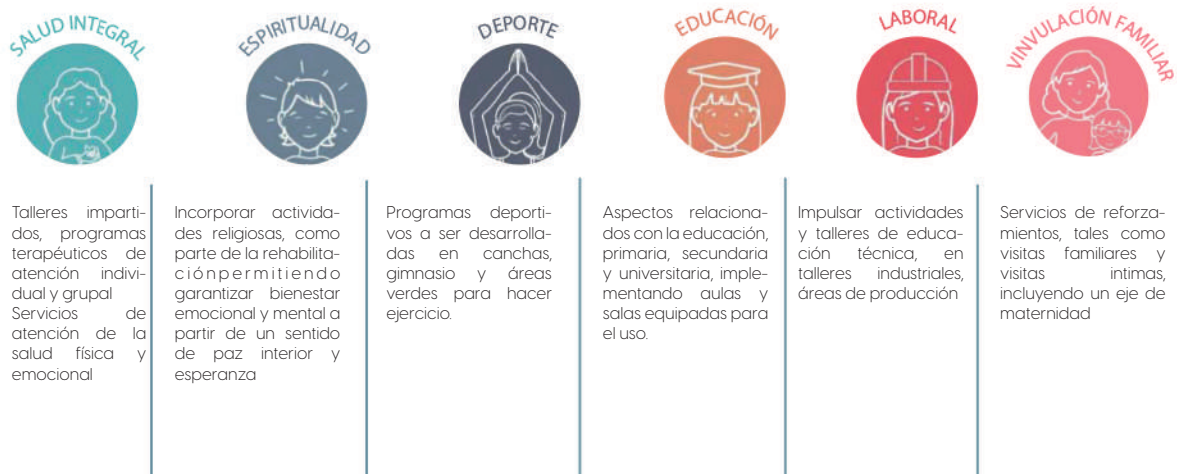 SALUD INTEGRAL
Talleres imparti-
dos, programas
terapéuticos de
atención indivi-
dual y grupal
Servicios de
atención de la
salud física y
emocional
ESPIRITUALIDAD
Incorporar activida-
des religiosas, como
parte de la rehabilita-
ciónpermitiendo
garantizar bienestar
emocional y mental a
partir de un sentido
de paz interior y
esperanza
DEPORTE
Programas deporti-
vos a ser desarrolla-
das en canchas,
gimnasio y áreas
verdes para hacer
ejercicio.
EDUCACIÓN
Aspectos relaciona-
dos con la educación,
primaria, secundaria
y universitaria, imple-
mentando aulas y
salas equipadas para
el uso.
LABORAL
Impulsar actividades
y talleres de educa-
ción técnica, en
talleres industriales,
áreas de producción
VINVULACIÓN FAMILIAR
Servicios de reforza-
mientos, tales como
visitas familiares y
visitas intimas,
incluyendo un eje de
maternidad